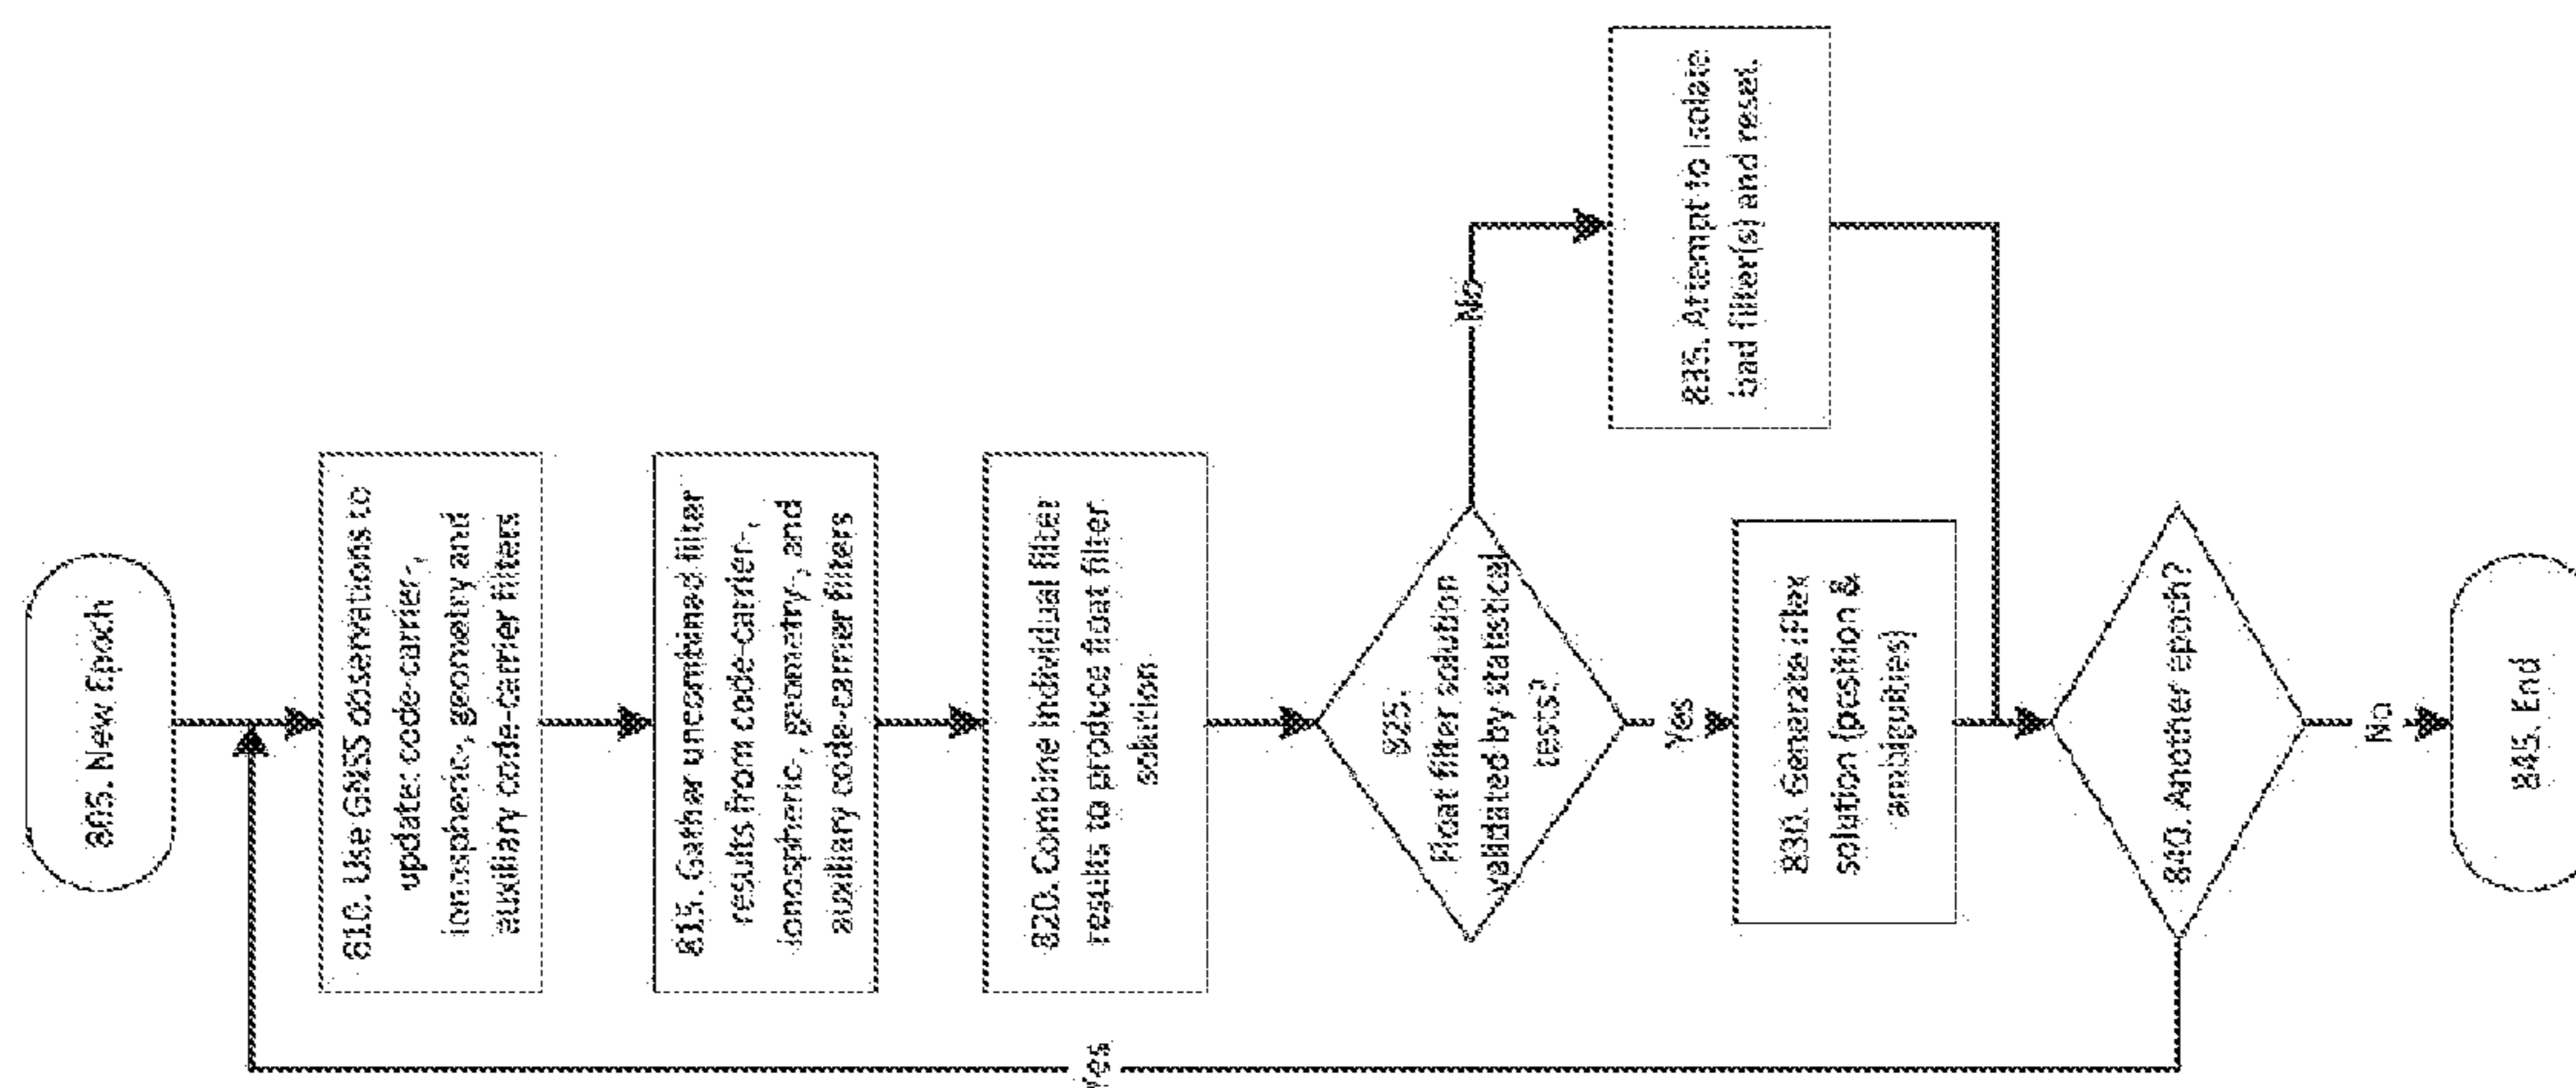 805. New Epoch
810. Use GNSS observations to
update: code-carrier-,
ionospheric-, geometry and
auxiliary code-carrier filters
815. Gather uncombined filter
results from code-carrier-,
ionospheric-, geometry-, and
auxiliary code-carrier filters
820. Combine individual filter
results to produce float filter
solution
825.
Float filter solution
validated by statistical
tests?
No
835. Attempt to isolate
bad filter(s) and reset.
Yes
830. Generate iFlex
solution (position &
ambiguities)
840. Another epoch?
Yes
No
845. End